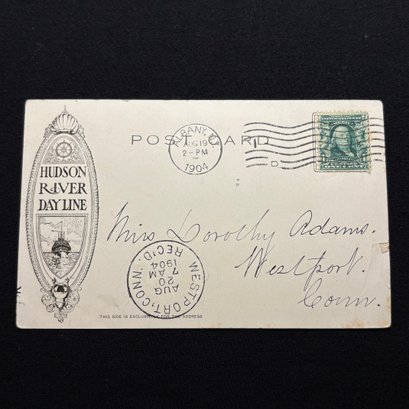 POST CARD
ALBANY, N.Y.
AUG 19
2-PM
1904
D
HUDSON
RIVER
DAY LINE
Miss Dorothy Adams.
Westport.
Conn.
WESTPORT, CONN.
AUG
20
7 AM
1904
REC'D.
THIS SIDE IS EXCLUSIVELY FOR THE ADDRESS